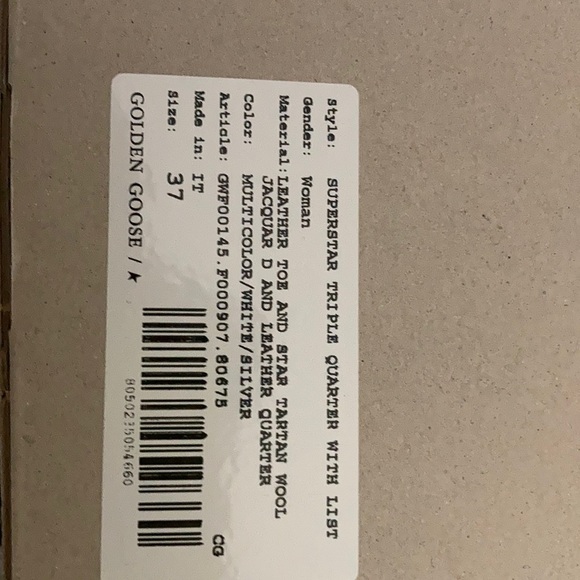 Style: SUPERSTAR TRIPLE QUARTER WITH LIST
Gender: Woman
Material:LEATHER TOE AND STAR TARTAN WOOL
JACQUAR D AND LEATHER QUARTER
Color: MULTICOLOR/WHITE/SILVER
Article: GWF00145.F000907.80675
Made in: IT CG
Size: 37
GOLDEN GOOSE / ★